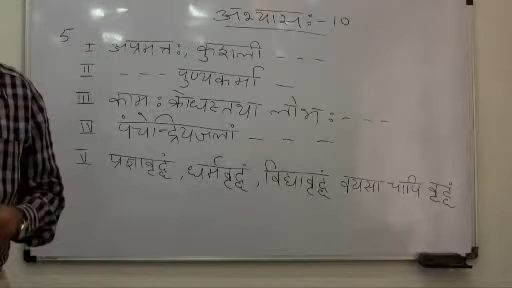 अभ्यासः - 10
5 I अप्रमत्तः, कुशली - - -
II - - - पुण्यकर्मा -
III कामः क्रोधस्तथा लोभः - - -
IV पंचेन्द्रियजलां - - -
V प्रज्ञावृद्धं, धर्मवृद्धं, विद्यावृद्धं वयसा चापि वृद्धं